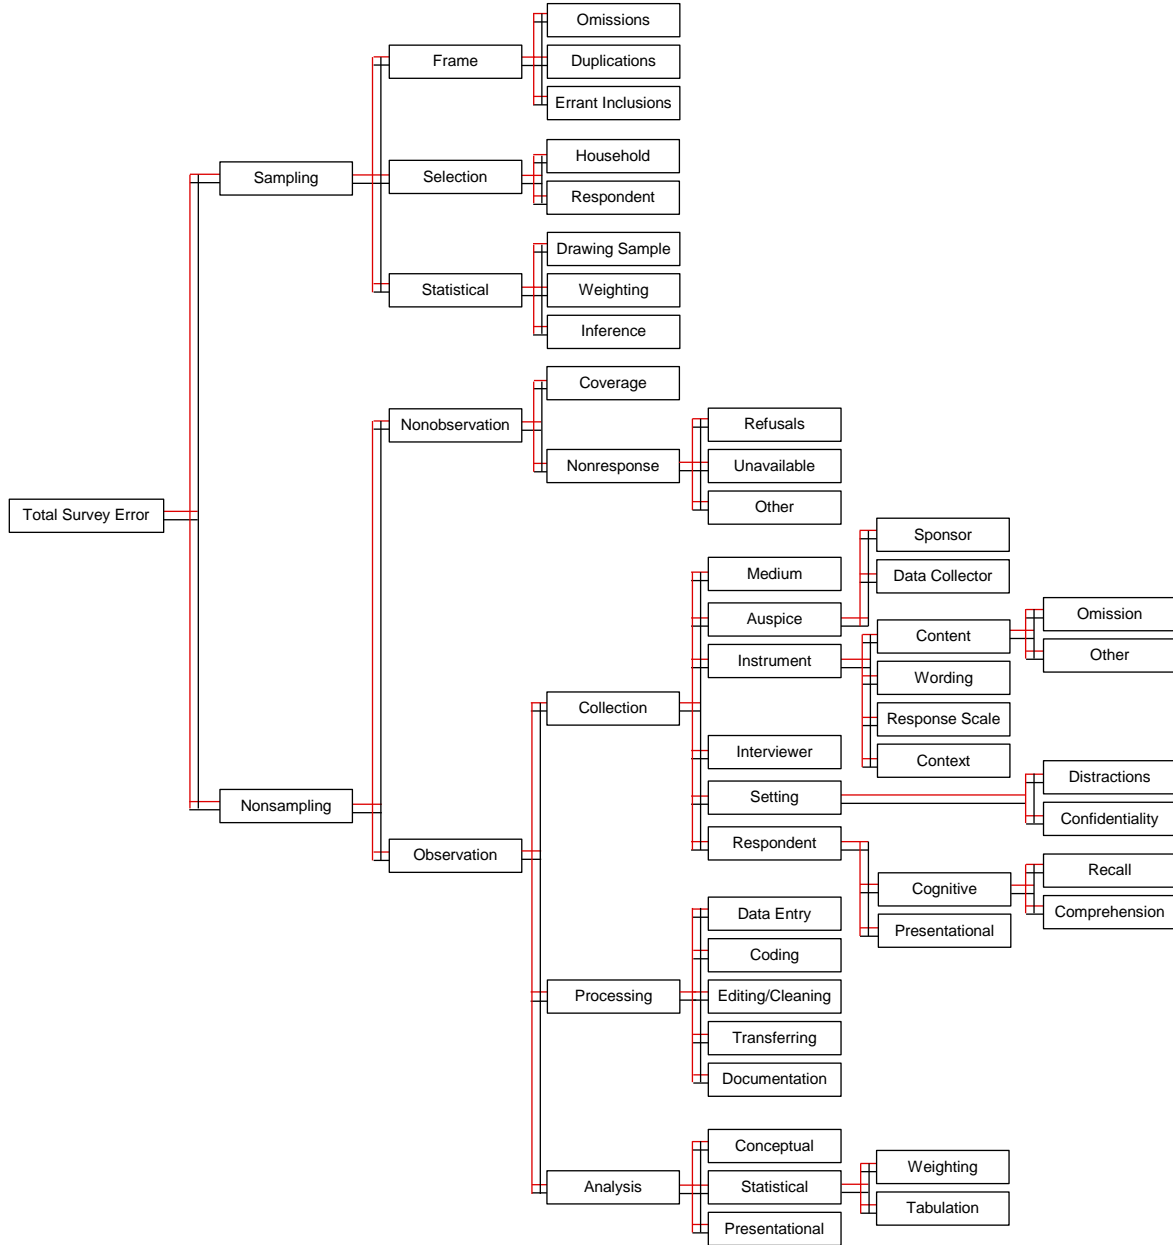 Omissions
Frame
Duplications
Errant Inclusions
Household
Sampling
Selection
Respondent
Drawing Sample
Statistical
Weighting
Inference
Coverage
Nonobservation
Refusals
Nonresponse
Unavailable
Other
Total Survey Error
Sponsor
Medium
Data Collector
Auspice
Omission
Content
Instrument
Other
Wording
Collection
Response Scale
Interviewer
Context
Distractions
Setting
Nonsampling
Confidentiality
Respondent
Observation
Recall
Cognitive
Data Entry
Comprehension
Presentational
Coding
Processing
Editing/Cleaning
Transferring
Documentation
Conceptual
Weighting
Analysis
Statistical
Tabulation
Presentational